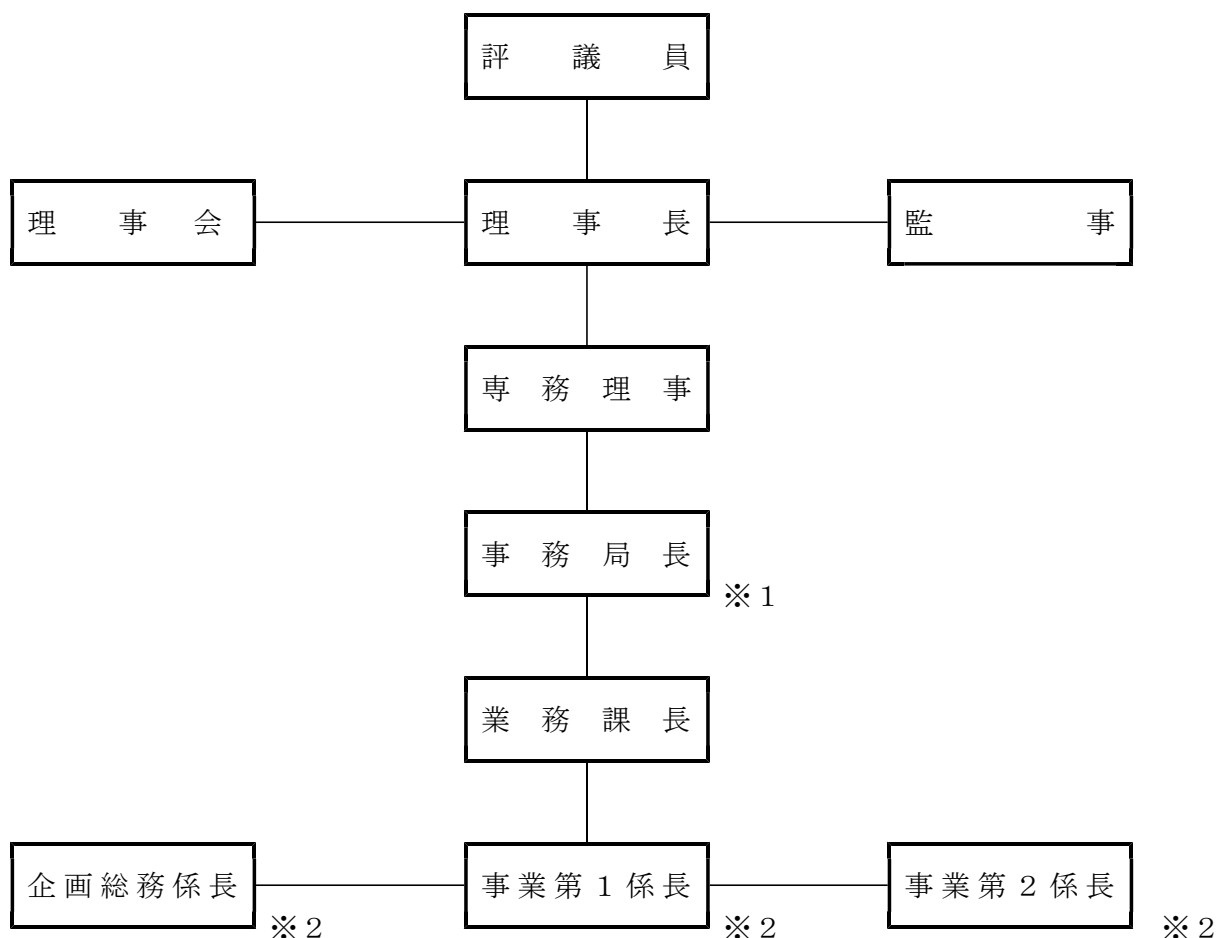 評議員
理事会 理事長 監事
専務理事
事務局長
※１
業務課長
企画総務係長 事業第１係長 事業第２係長
※２ ※２ ※２